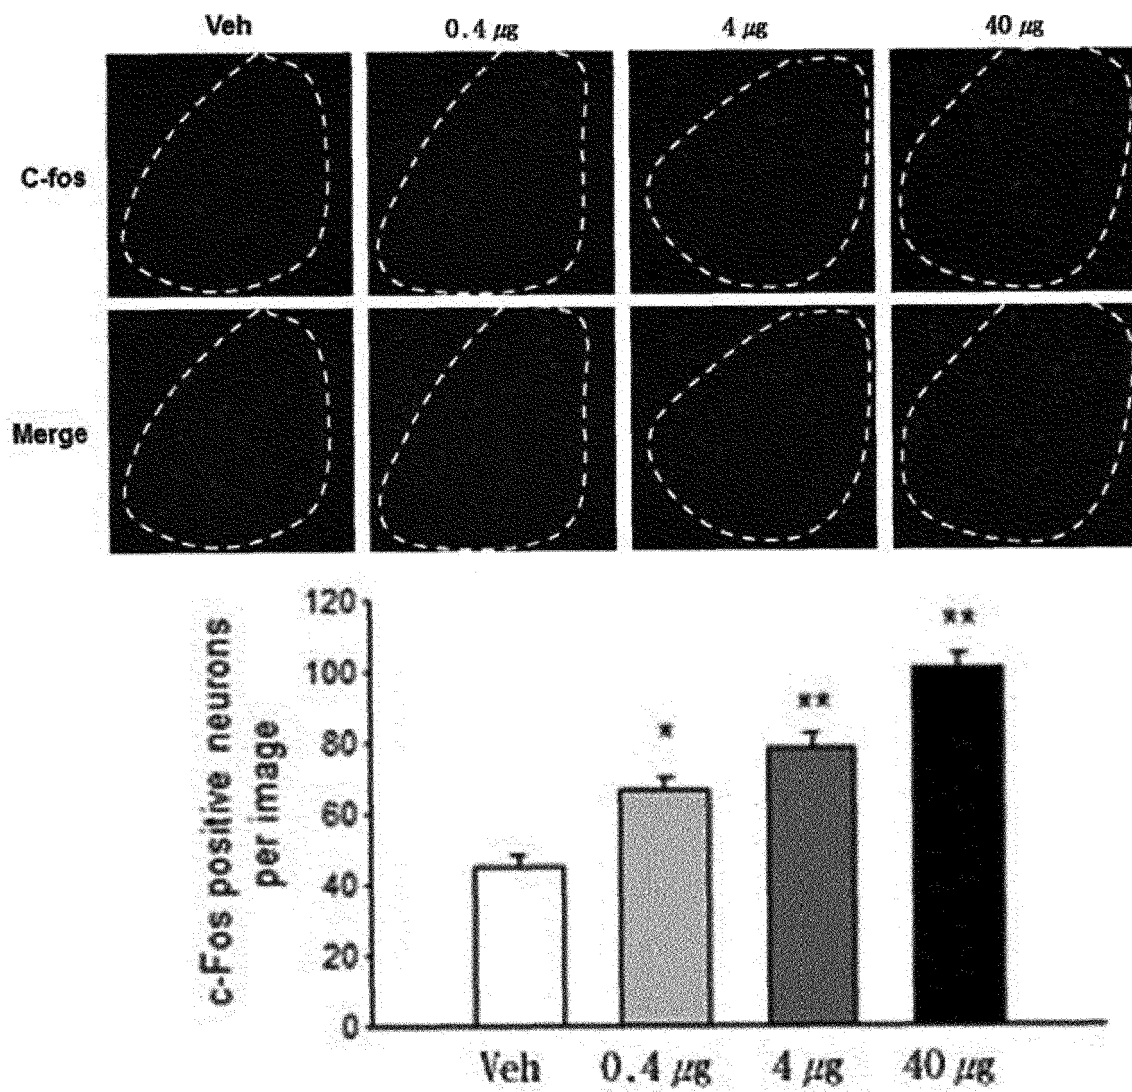 Veh 0.4 μg 4 μg 40 μg
C-fos
Merge
c-Fos positive neurons
per image
120
**
100
**
80
*
60
40
20
0
Veh 0.4 μg 4 μg 40 μg